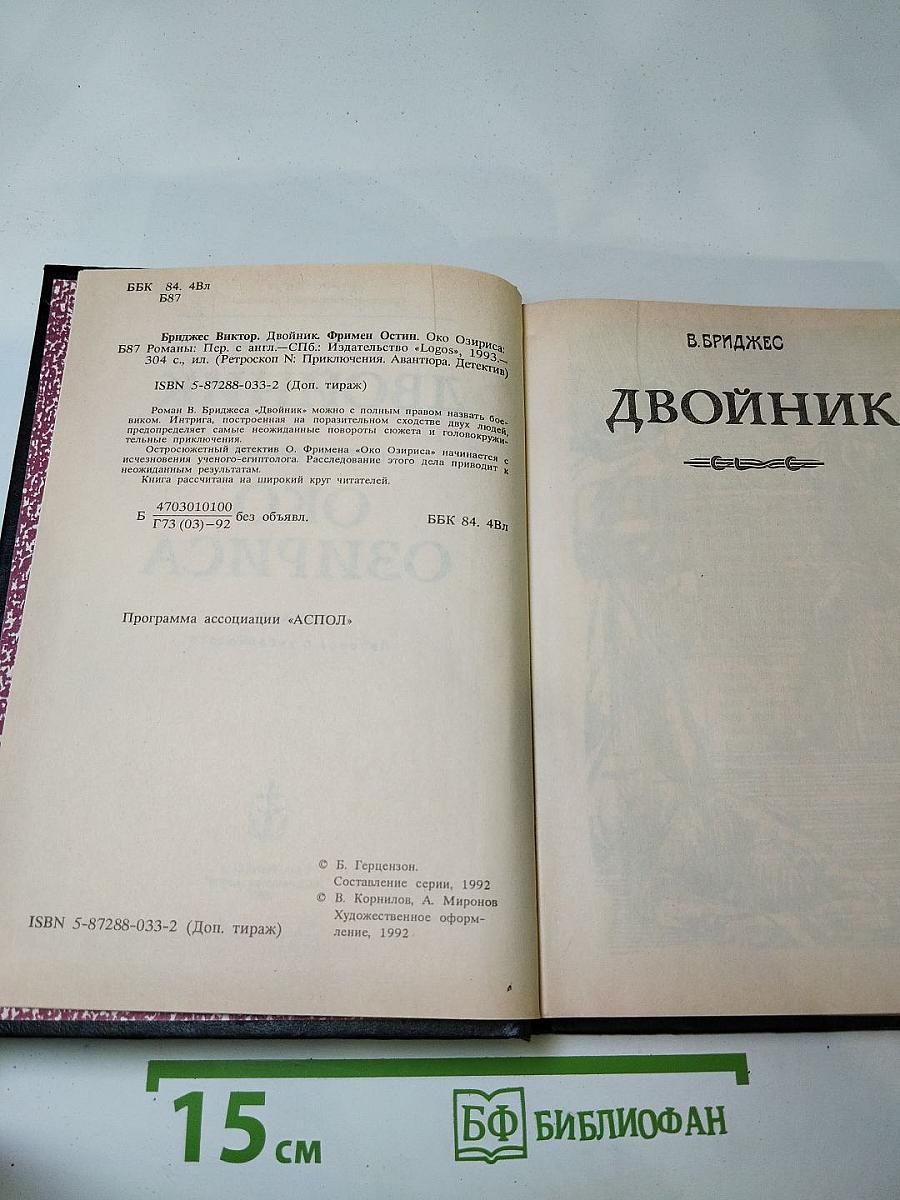 ББК 84. 4Вл
Б87
Бриджес Виктор. Двойник. Фримен Остин. Око Озириса:
Б87 Романы: Пер. с англ.—СПб.: Издательство «Logos», 1993.—
304 с., ил. (Ретроскоп N: Приключения. Авантюра. Детектив)
ISBN 5-87288-033-2 (Доп. тираж)
Роман В. Бриджеса «Двойник» можно с полным правом назвать бое-
виком. Интрига, построенная на поразительном сходстве двух людей,
предопределяет самые неожиданные повороты сюжета и головокружи-
тельные приключения.
Остросюжетный детектив О. Фримена «Око Озириса» начинается с
исчезновения ученого-египтолога. Расследование этого дела приводит к
неожиданным результатам.
Книга рассчитана на широкий круг читателей.
Б 4703010100
Г73 (03)—92 без объявл.
ББК 84. 4Вл
Программа ассоциации «АСПОЛ»
© Б. Герцензон.
Составление серии, 1992
© В. Корнилов, А. Миронов
Художественное оформ-
ление, 1992
ISBN 5-87288-033-2 (Доп. тираж)
В. БРИДЖЕС
ДВОЙНИК
ОКО
ОЗИРИСА
15 см
БФ БИБЛИОФАН